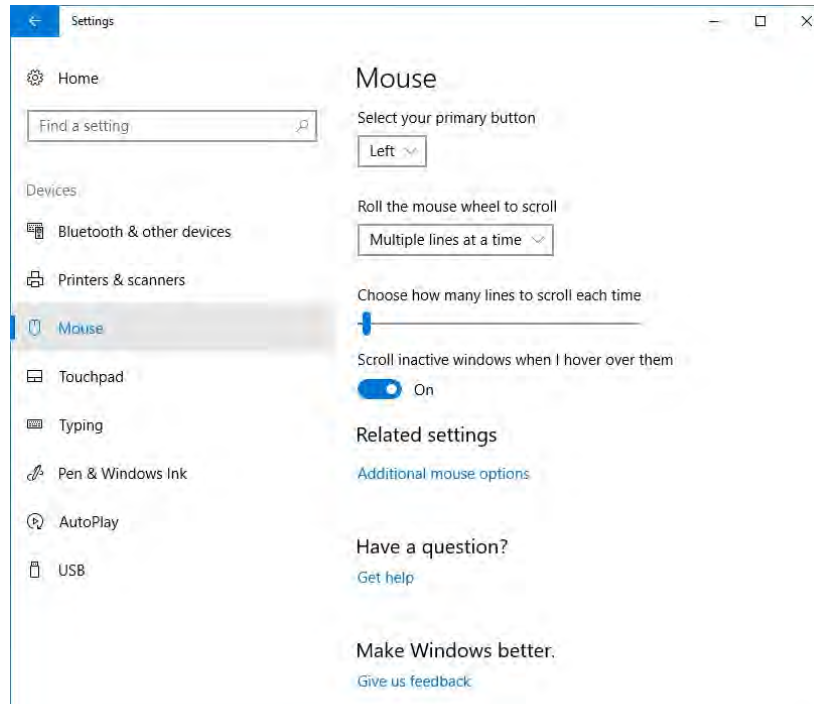 Settings
Home
Find a setting
Devices
Bluetooth & other devices
Printers & scanners
Mouse
Touchpad
Typing
Pen & Windows Ink
AutoPlay
USB
Mouse
Select your primary button
Left
Roll the mouse wheel to scroll
Multiple lines at a time
Choose how many lines to scroll each time
Scroll inactive windows when I hover over them
On
Related settings
Additional mouse options
Have a question?
Get help
Make Windows better.
Give us feedback